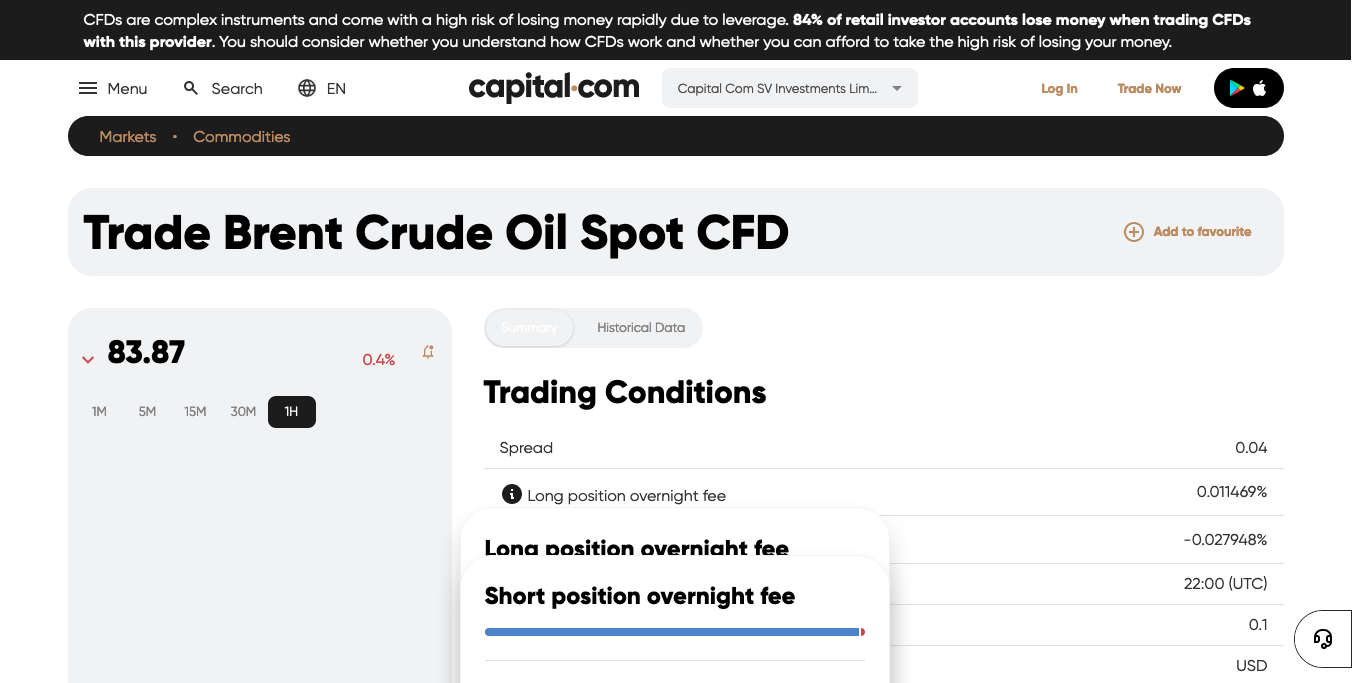 CFDs are complex instruments and come with a high risk of losing money rapidly due to leverage. 84% of retail investor accounts lose money when trading CFDs
with this provider. You should consider whether you understand how CFDs work and whether you can afford to take the high risk of losing your money.
Menu Search EN capital.com Capital Com SV Investments Lim... Log In Trade Now
Markets • Commodities
Trade Brent Crude Oil Spot CFD
Add to favourite
83.87 0.4%
1M 5M 15M 30M 1H
Summary Historical Data
Trading Conditions
Spread 0.04
Long position overnight fee 0.011469%
Long position overnight fee
-0.027948%
Short position overnight fee
22:00 (UTC)
0.1
USD